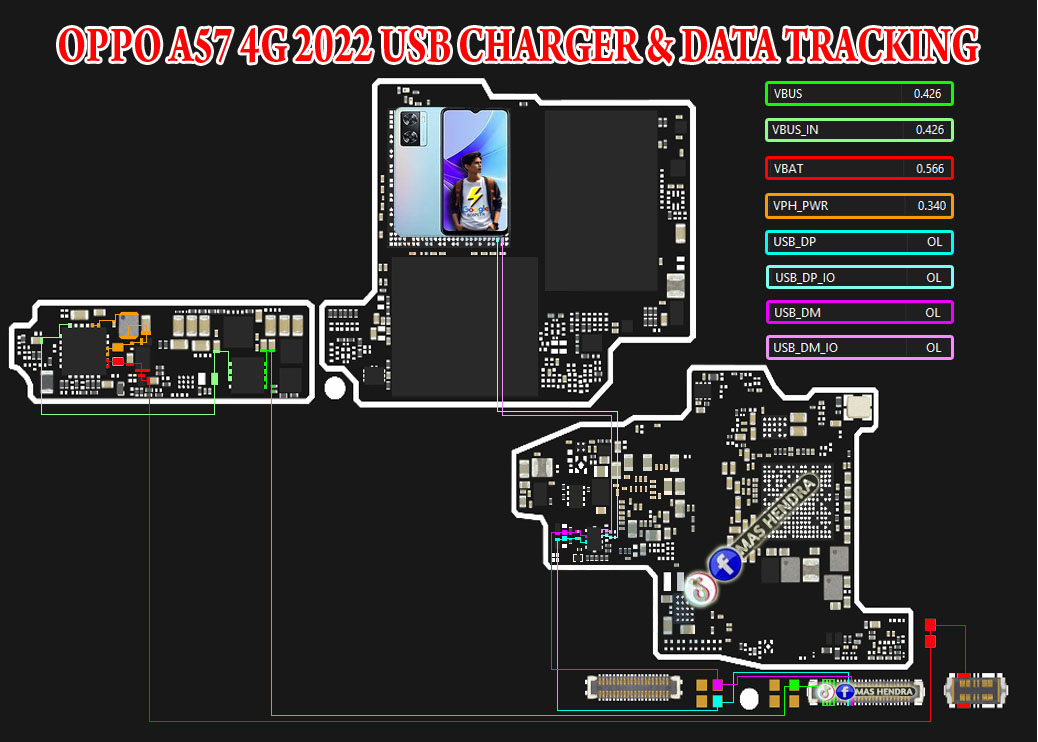 OPPO A57 4G 2022 USB CHARGER & DATA TRACKING
VBUS 0.426
VBUS_IN 0.426
VBAT 0.566
VPH_PWR 0.340
USB_DP OL
USB_DP_IO OL
USB_DM OL
USB_DM_IO OL
Google
MAS HENDRA
MAS HENDRA